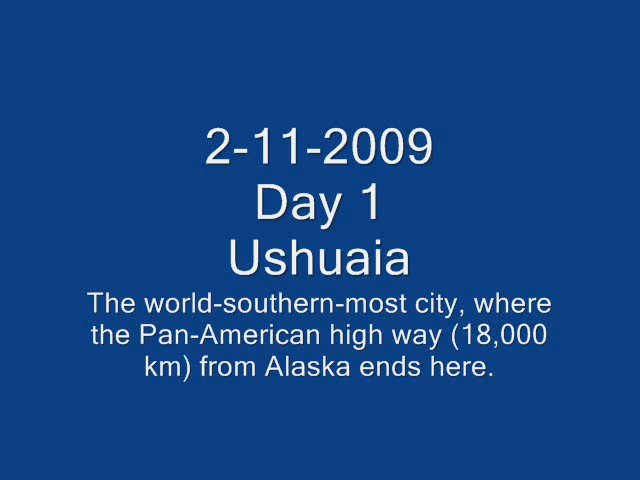 2-11-2009
Day 1
Ushuaia
The world-southern-most city, where
the Pan-American high way (18,000
km) from Alaska ends here.